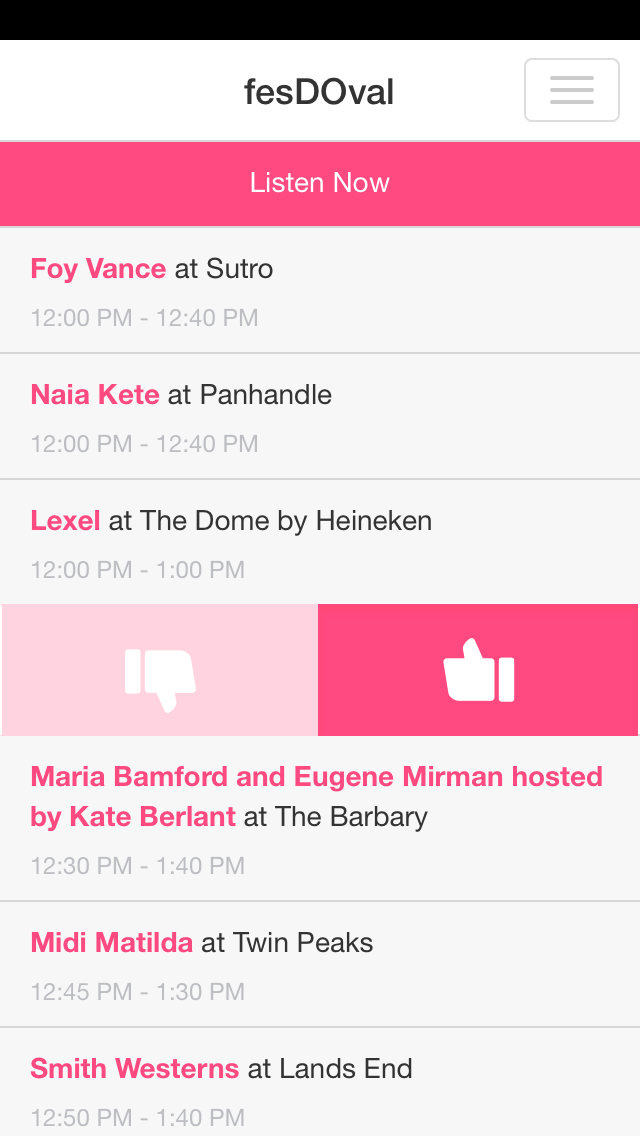 fesDOval
Listen Now
Foy Vance at Sutro
12:00 PM - 12:40 PM
Naia Kete at Panhandle
12:00 PM - 12:40 PM
Lexel at The Dome by Heineken
12:00 PM - 1:00 PM
Maria Bamford and Eugene Mirman hosted
by Kate Berlant at The Barbary
12:30 PM - 1:40 PM
Midi Matilda at Twin Peaks
12:45 PM - 1:30 PM
Smith Westerns at Lands End
12:50 PM - 1:40 PM